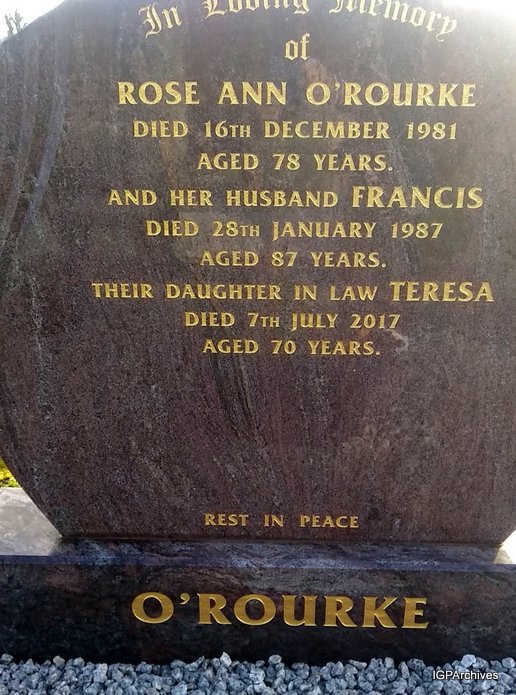 In Loving Memory
of
ROSE ANN O'ROURKE
DIED 16TH DECEMBER 1981
AGED 78 YEARS.
AND HER HUSBAND FRANCIS
DIED 28TH JANUARY 1987
AGED 87 YEARS.
THEIR DAUGHTER IN LAW TERESA
DIED 7TH JULY 2017
AGED 70 YEARS.
REST IN PEACE
O'ROURKE
IGPArchives